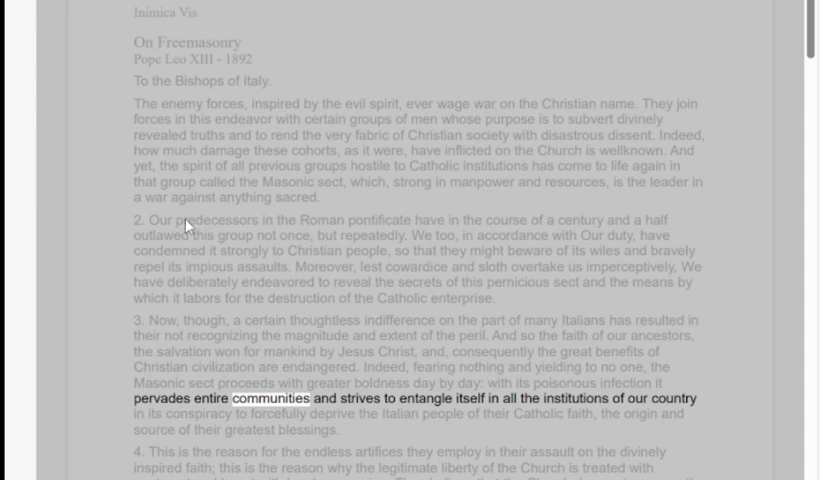 Inimica Vis
On Freemasonry
Pope Leo XIII - 1892
To the Bishops of Italy.
The enemy forces, inspired by the evil spirit, ever wage war on the Christian name. They join
forces in this endeavor with certain groups of men whose purpose is to subvert divinely
revealed truths and to rend the very fabric of Christian society with disastrous dissent. Indeed,
how much damage these cohorts, as it were, have inflicted on the Church is wellknown. And
yet, the spirit of all previous groups hostile to Catholic institutions has come to life again in
that group called the Masonic sect, which, strong in manpower and resources, is the leader in
a war against anything sacred.
2. Our predecessors in the Roman pontificate have in the course of a century and a half
outlawed this group not once, but repeatedly. We too, in accordance with Our duty, have
condemned it strongly to Christian people, so that they might beware of its wiles and bravely
repel its impious assaults. Moreover, lest cowardice and sloth overtake us imperceptively, We
have deliberately endeavored to reveal the secrets of this pernicious sect and the means by
which it labors for the destruction of the Catholic enterprise.
3. Now, though, a certain thoughtless indifference on the part of many Italians has resulted in
their not recognizing the magnitude and extent of the peril. And so the faith of our ancestors,
the salvation won for mankind by Jesus Christ, and, consequently the great benefits of
Christian civilization are endangered. Indeed, fearing nothing and yielding to no one, the
Masonic sect proceeds with greater boldness day by day: with its poisonous infection it
pervades entire communities and strives to entangle itself in all the institutions of our country
in its conspiracy to forcefully deprive the Italian people of their Catholic faith, the origin and
source of their greatest blessings.
4. This is the reason for the endless artifices they employ in their assault on the divinely
inspired faith; this is the reason why the legitimate liberty of the Church is treated with